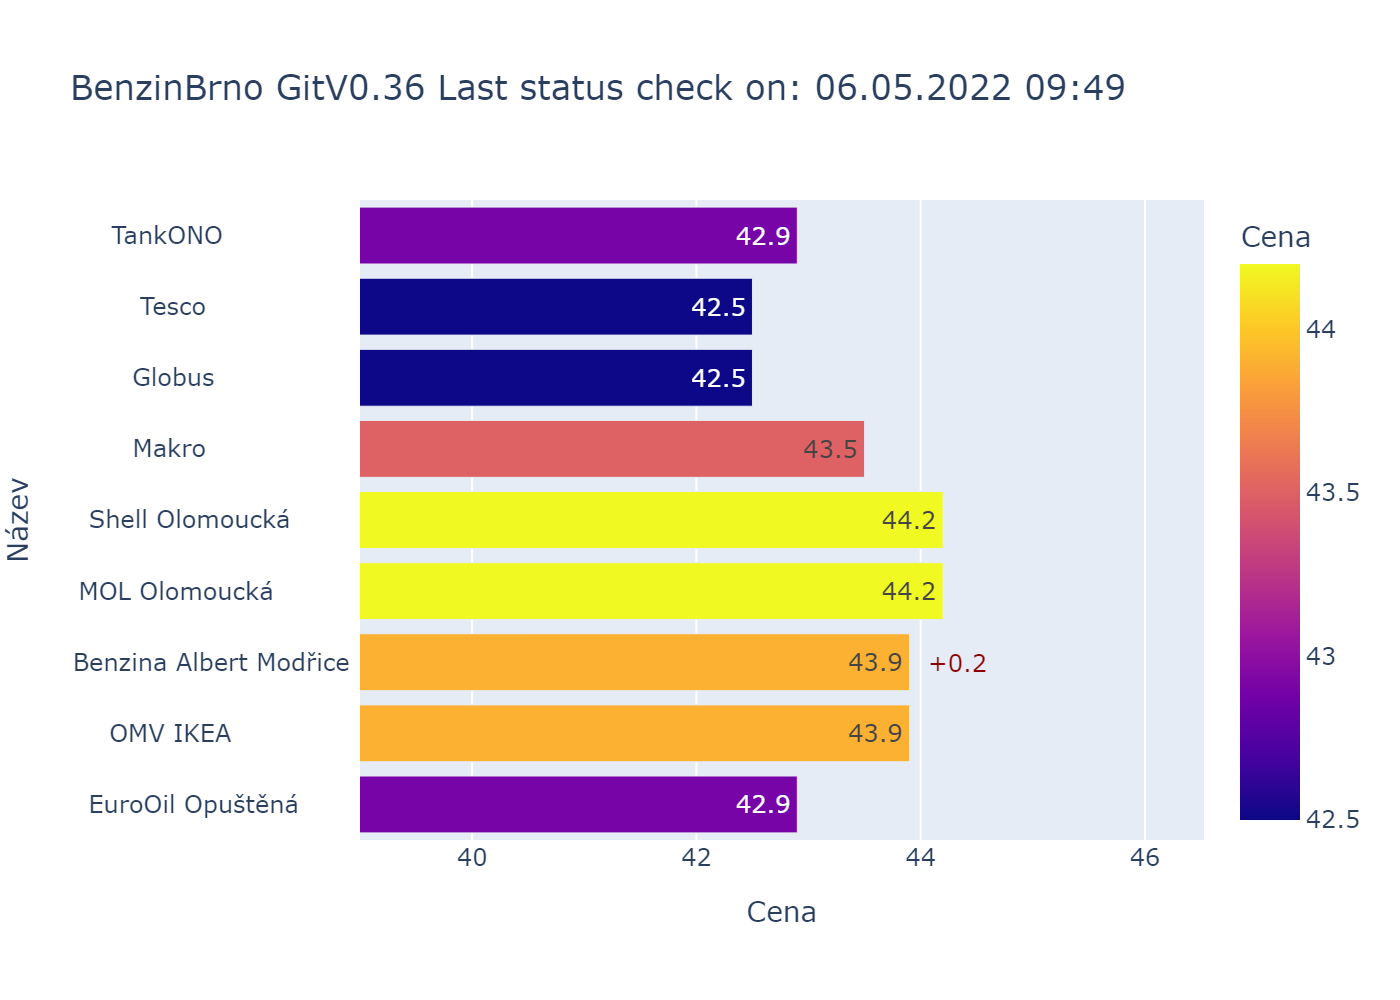 BenzinBrno GitV0.36 Last status check on: 06.05.2022 09:49
Název
TankONO
42.9
Tesco
42.5
Globus
42.5
Makro
43.5
Shell Olomoucká
44.2
MOL Olomoucká
44.2
Benzina Albert Modřice
43.9 +0.2
OMV IKEA
43.9
EuroOil Opuštěná
42.9
40 42 44 46
Cena
Cena
44
43.5
43
42.5